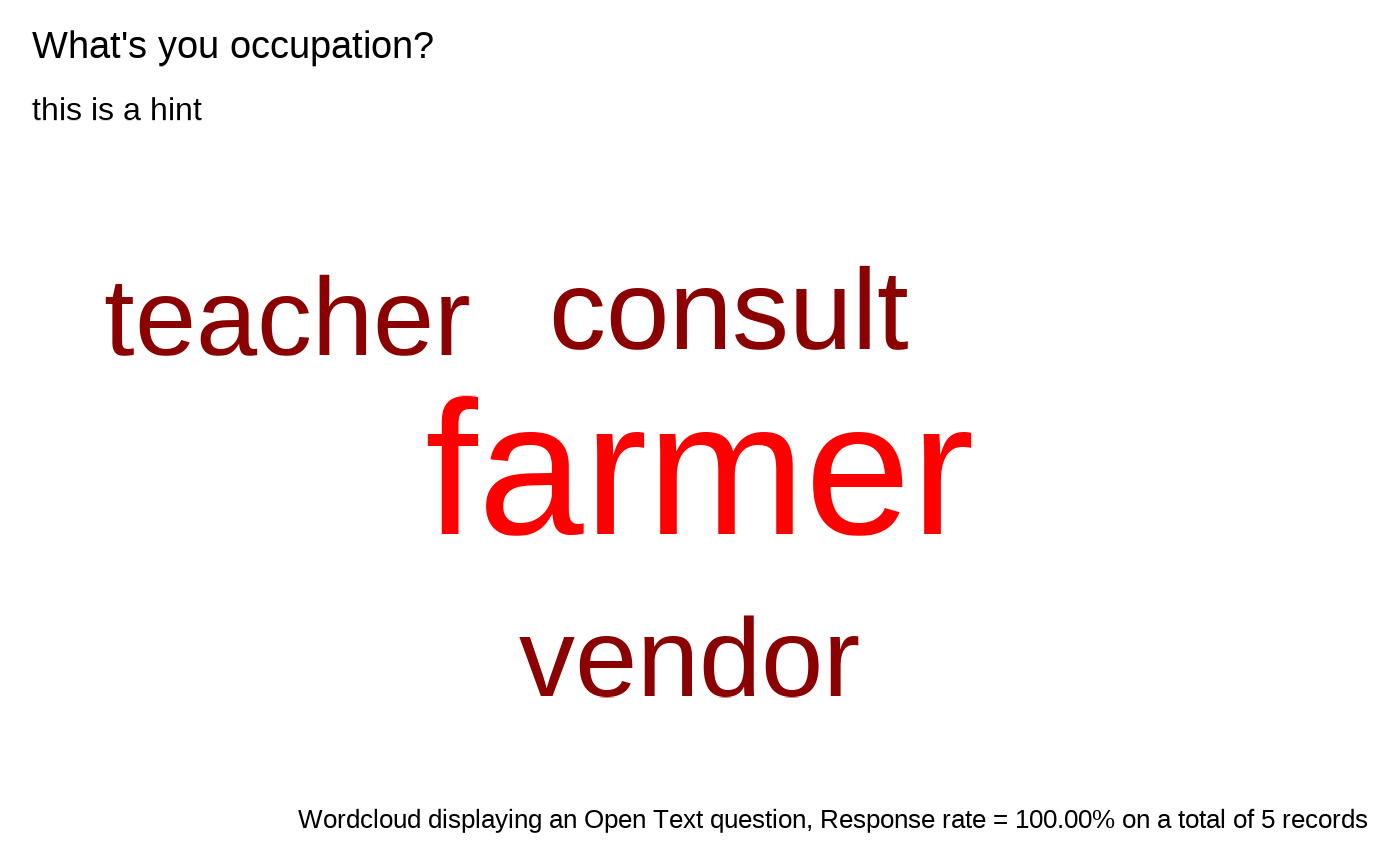 What's you occupation?
this is a hint
teacher consult
farmer
vendor
Wordcloud displaying an Open Text question, Response rate = 100.00% on a total of 5 records